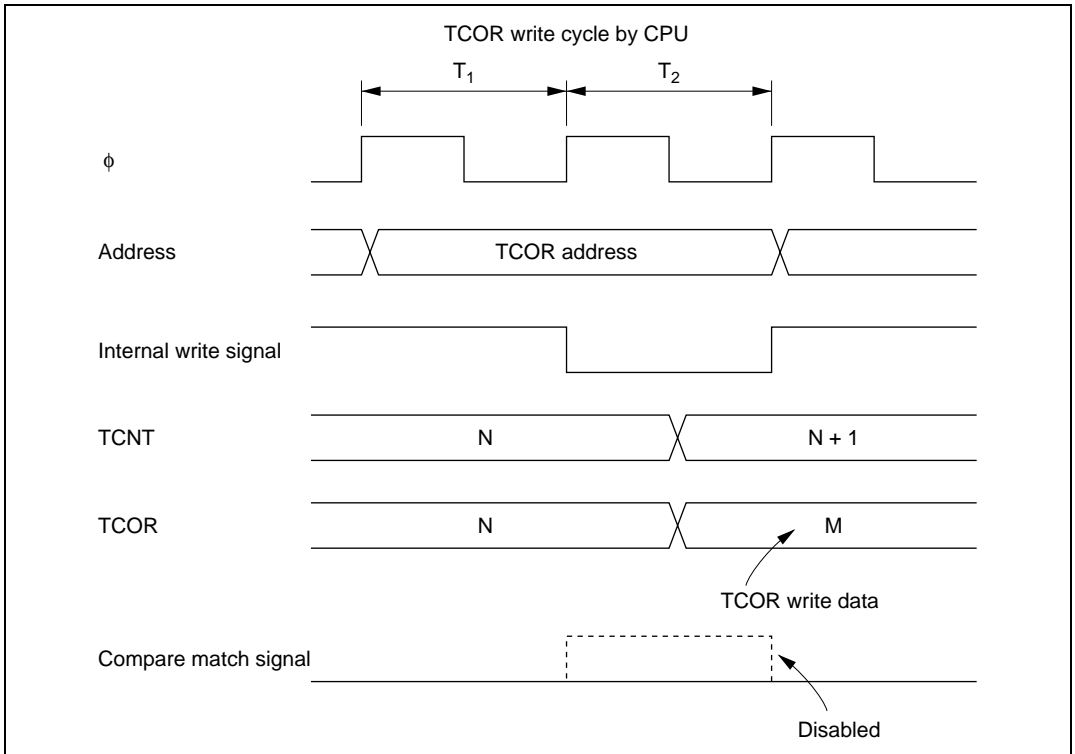 TCOR write cycle by CPU
T1 T2
ϕ
Address TCOR address
Internal write signal
TCNT N N + 1
TCOR N M
TCOR write data
Compare match signal
Disabled